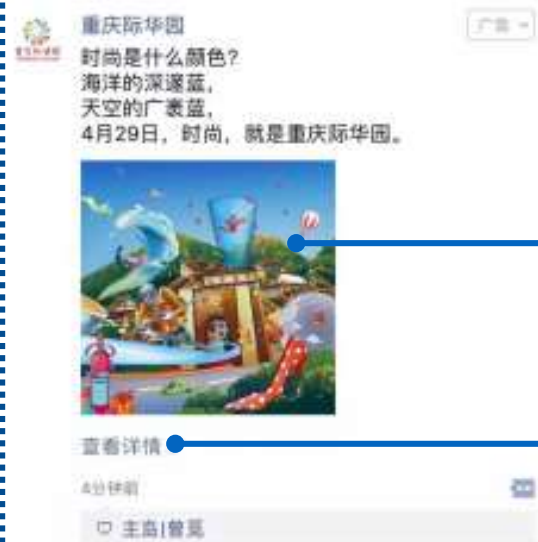 重庆际华园
广告
时尚是什么颜色？
海洋的深邃蓝，
天空的广袤蓝，
4月29日，时尚，就是重庆际华园。
查看详情
4分钟前